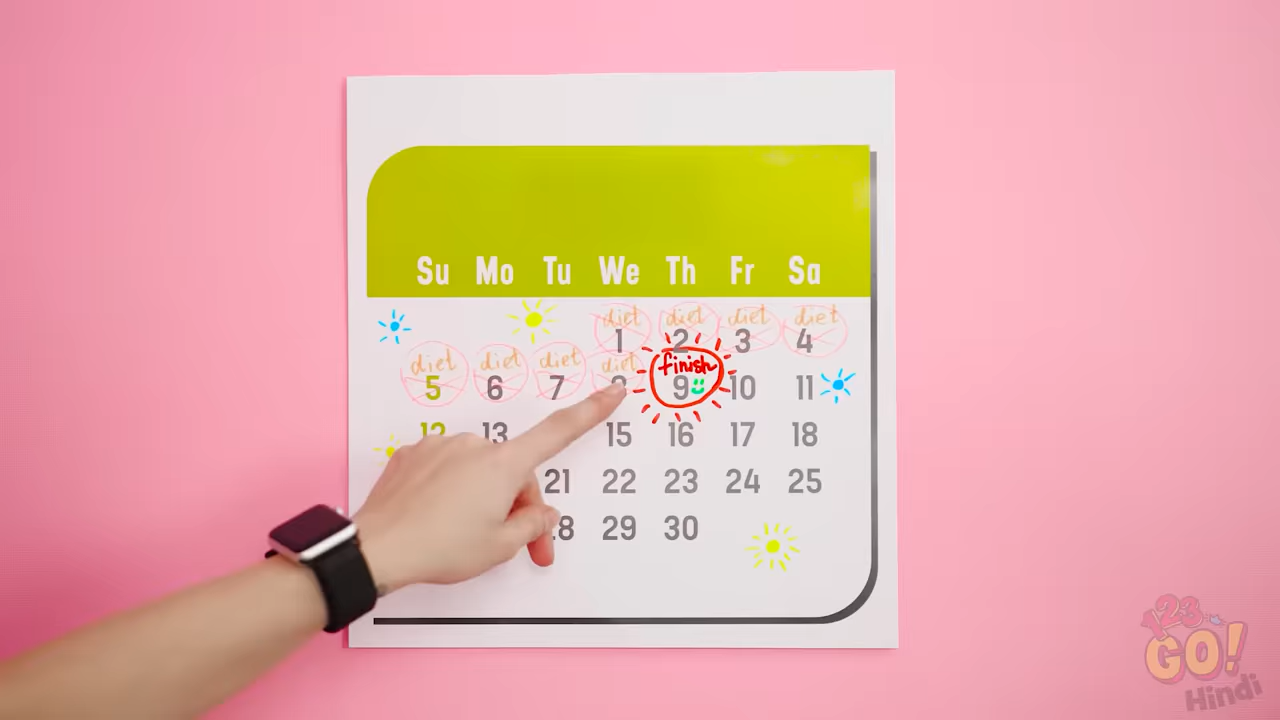 Su Mo Tu We Th Fr Sa
diet diet diet diet
1 2 3 4
diet diet diet diet finish
5 6 7 8 9 10 11
12 13 15 16 17 18
21 22 23 24 25
28 29 30
123
GO!
Hindi